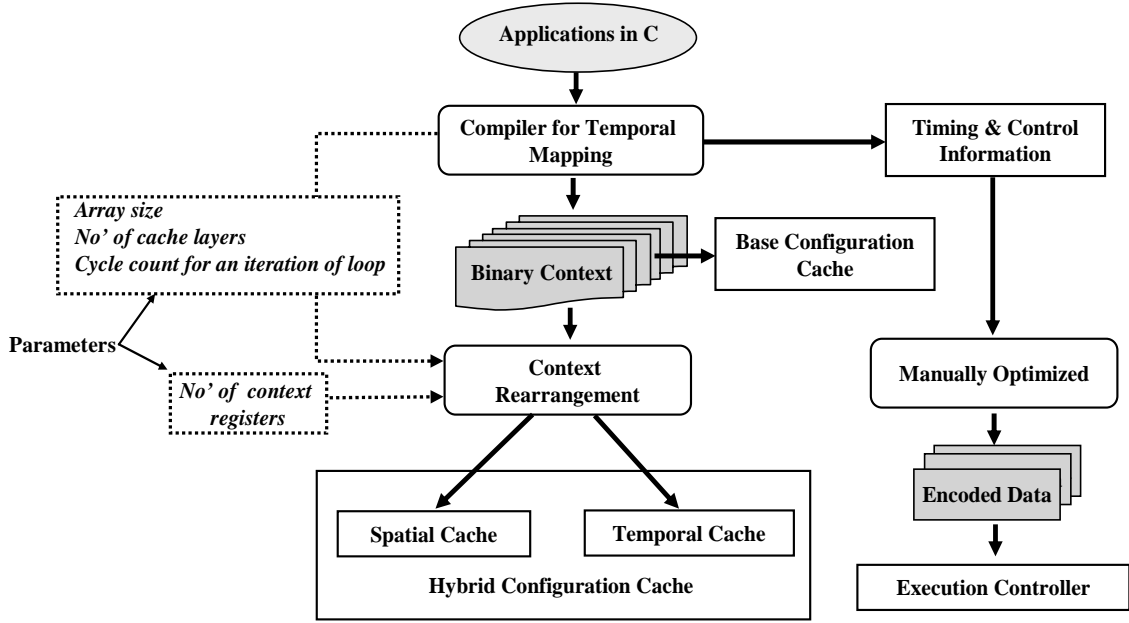 Applications in C
Compiler for Temporal
Mapping
Timing & Control
Information
Array size
No’ of cache layers
Cycle count for an iteration of loop
Binary Context
Base Configuration
Cache
Parameters
No’ of context
registers
Context
Rearrangement
Manually Optimized
Encoded Data
Spatial Cache
Temporal Cache
Hybrid Configuration Cache
Execution Controller